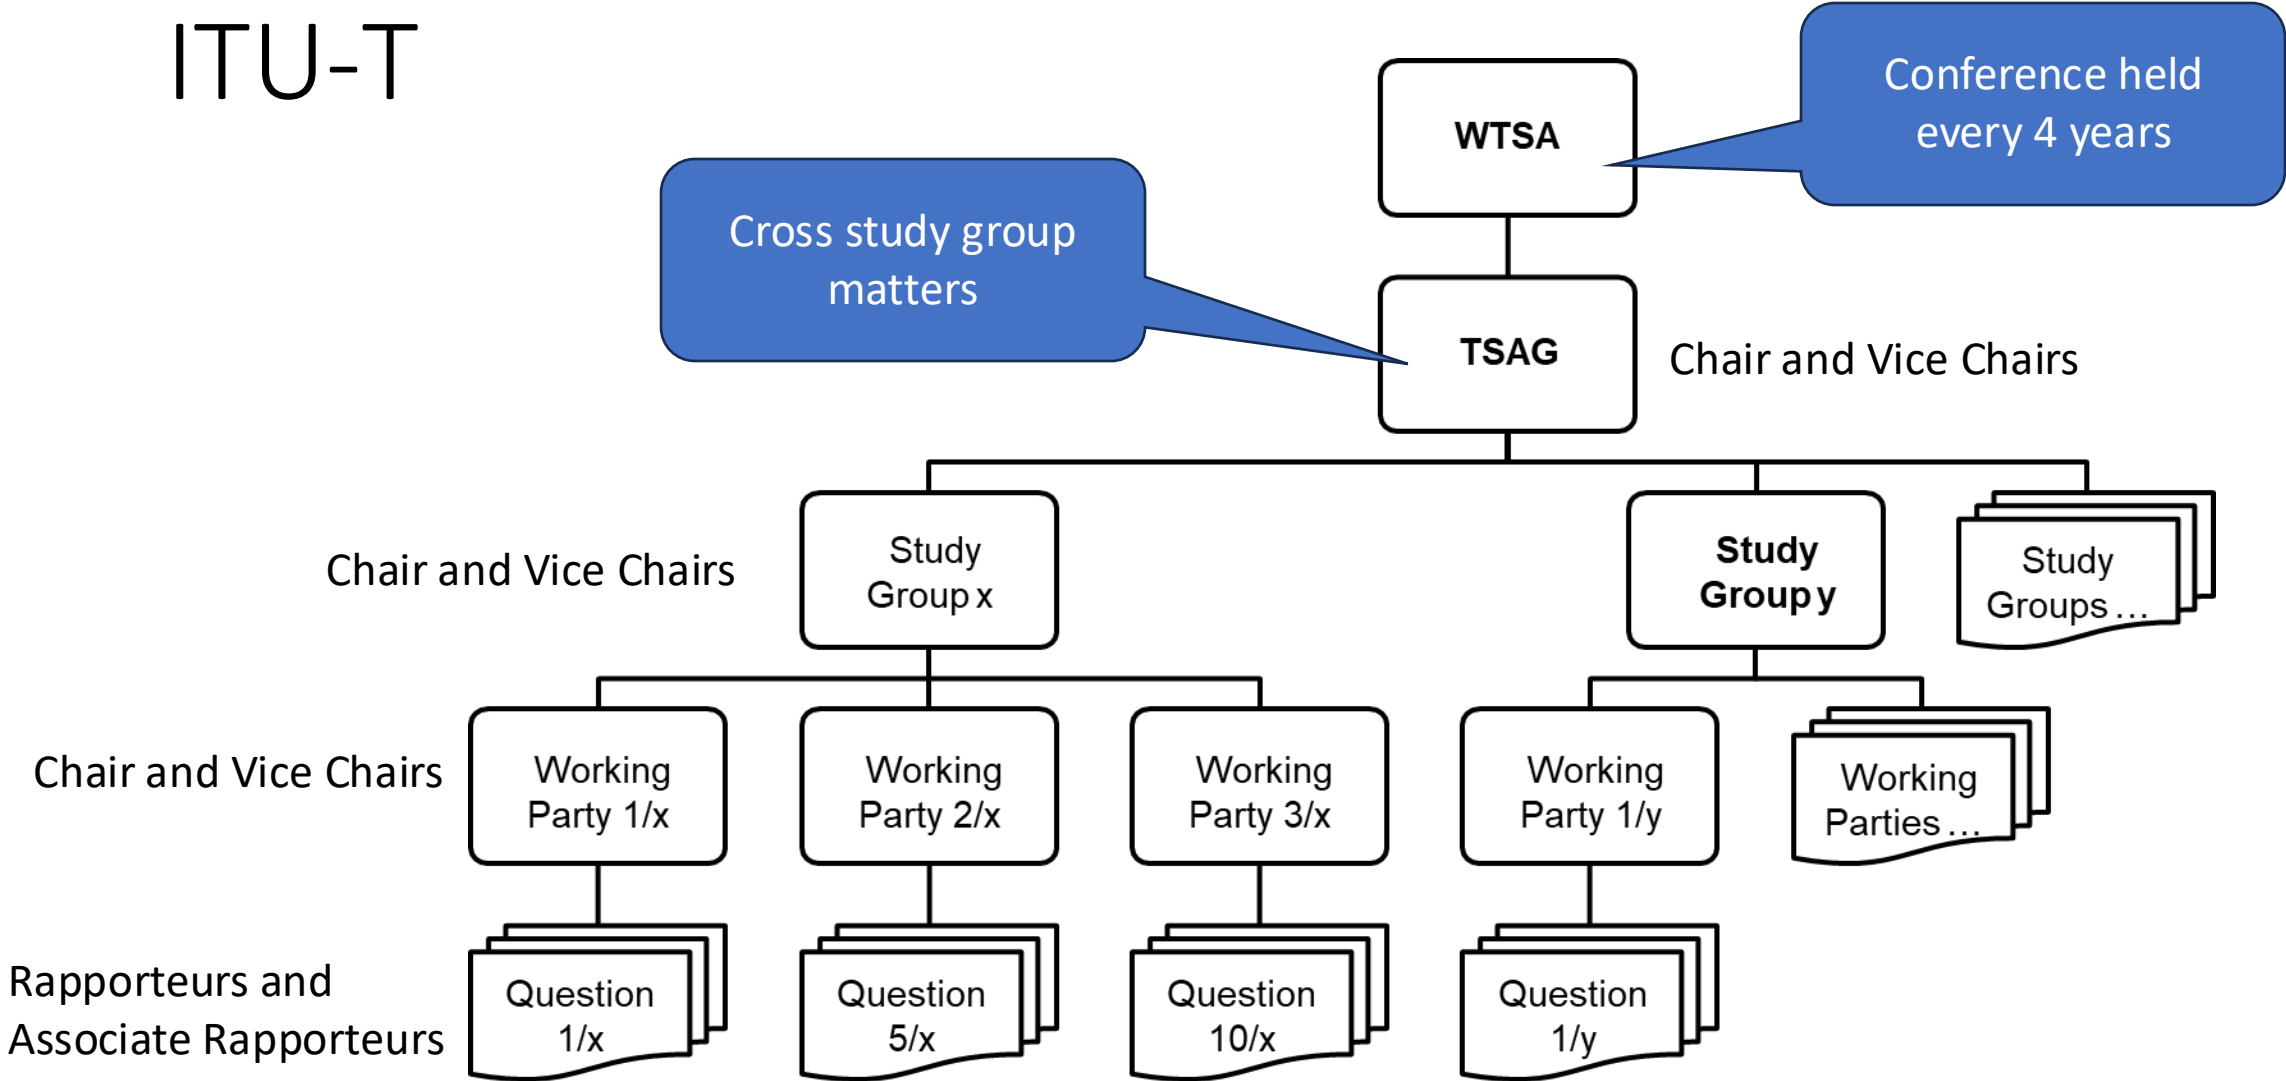 ITU-T
WTSA
Conference held
every 4 years
Cross study group
matters
TSAG
Chair and Vice Chairs
Chair and Vice Chairs
Study
Group x
Study
Group y
Study
Groups ...
Chair and Vice Chairs
Working
Party 1/x
Working
Party 2/x
Working
Party 3/x
Working
Party 1/y
Working
Parties ...
Rapporteurs and
Associate Rapporteurs
Question
1/x
Question
5/x
Question
10/x
Question
1/y